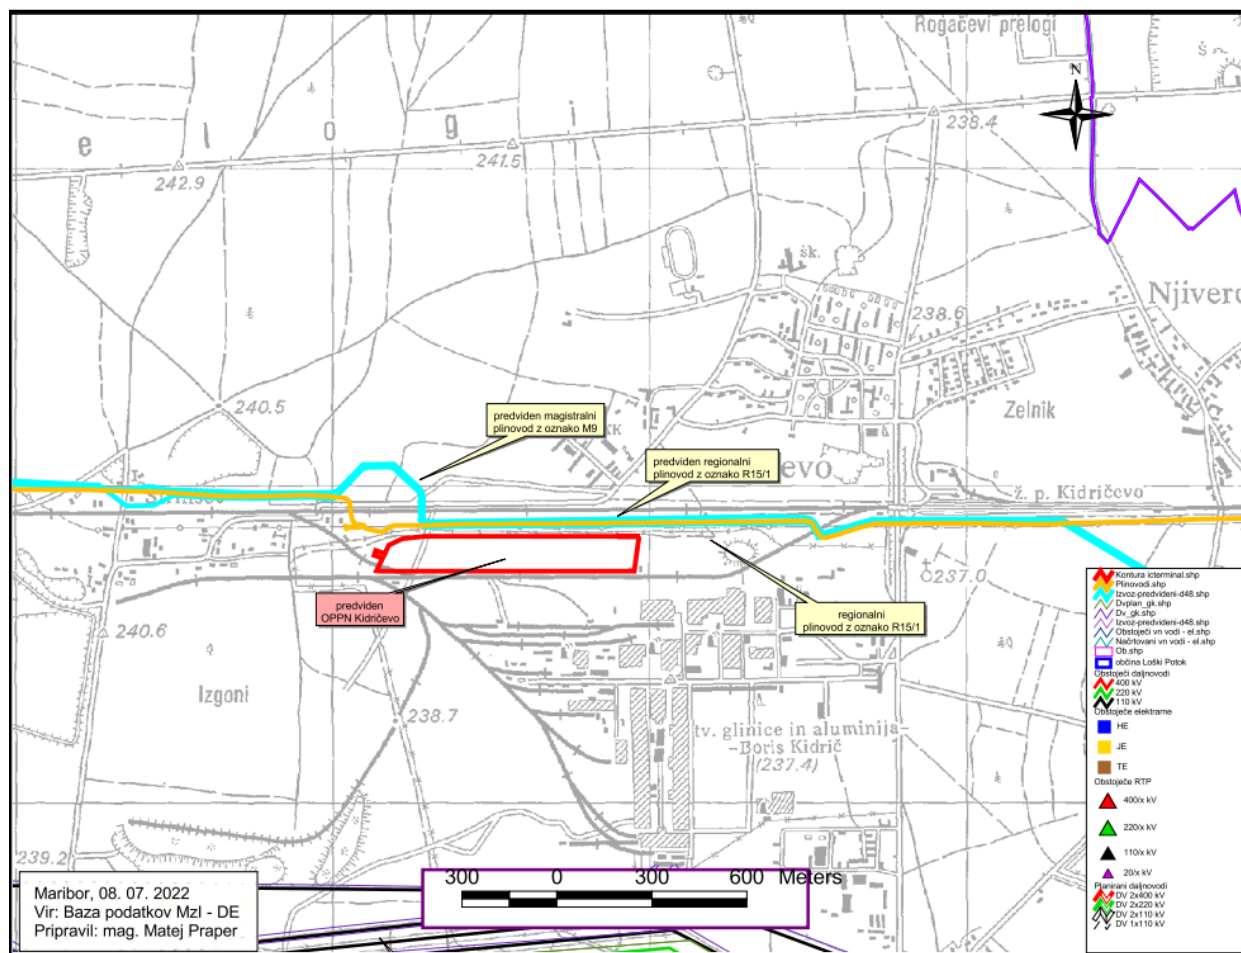 Rogačevi prelogi
š
N
238.4
e l o g i
241.5
242.9
šk.
238.6
Njiverc
240.5
Zelnik
predviden magistralni
plinovod z oznako M9
KK
predviden regionalni
plinovod z oznako R15/1
evo
ž. p. Kidričevo
237.0
predviden
OPPN Kidričevo
regionalni
plinovod z oznako R15/1
240.6
Izgoni
238.7
tv. glinice in aluminija
-Boris Kidrič
(237.4)
239.2
Maribor, 08. 07. 2022
Vir: Baza podatkov MzI - DE
Pripravil: mag. Matej Praper
300 0 300 600 Meters
Kontura icterminal.shp
Plinovodi.shp
Izvoz-predvideni-d48.shp
Dvplan_gk.shp
Dv_gk.shp
Izvoz-predvideni-d48.shp
Obstoječi vn vodi - el.shp
Načrtovani vn vodi - el.shp
Ob.shp
občina Loški Potok
Obstoječi daljnovodi
400 kV
220 kV
110 kV
Obstoječe elektrarne
HE
JE
TE
Obstoječe RTP
400/x kV
220/x kV
110/x kV
20/x kV
Planirani daljnovodi
DV 2x400 kV
DV 2x220 kV
DV 2x110 kV
DV 1x110 kV